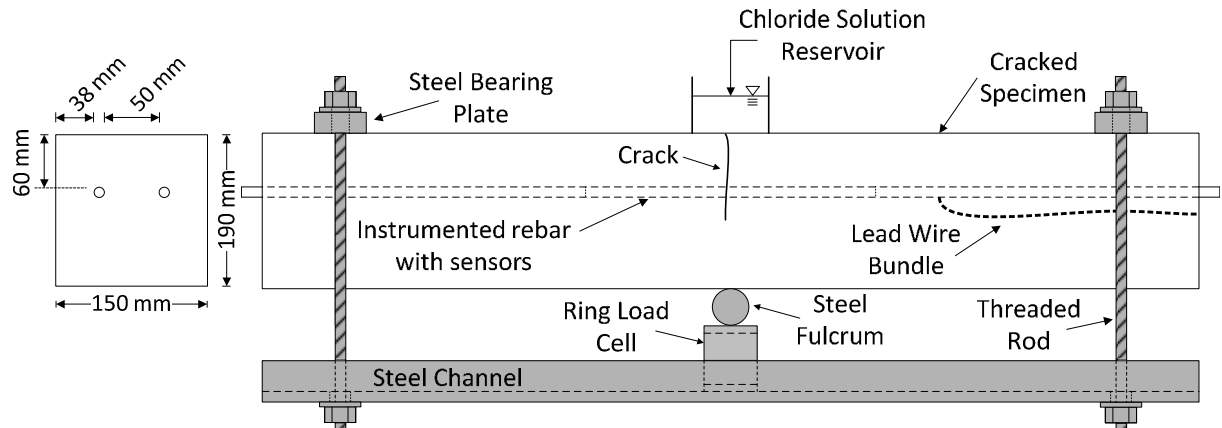 38 mm
50 mm
60 mm
190 mm
150 mm
Steel Bearing
Plate
Chloride Solution
Reservoir
Cracked
Specimen
Crack
Instrumented rebar
with sensors
Lead Wire
Bundle
Ring Load
Cell
Steel
Fulcrum
Threaded
Rod
Steel Channel